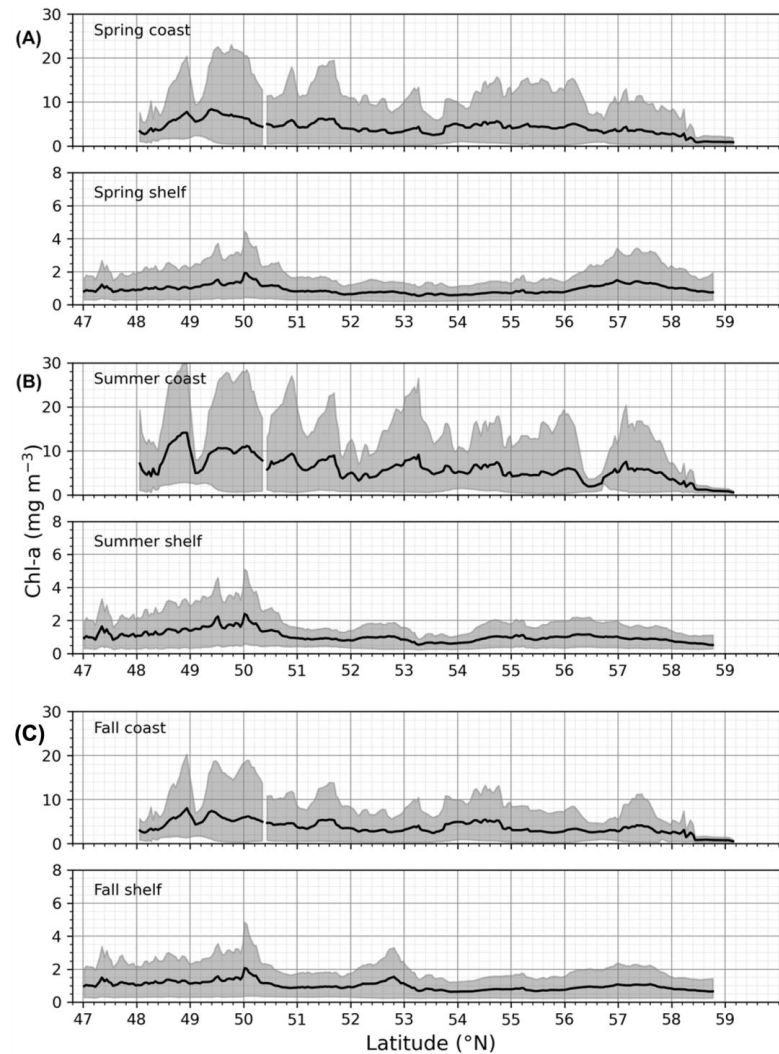 (A)
Spring coast
30
20
10
0
Spring shelf
8
6
4
2
0
47 48 49 50 51 52 53 54 55 56 57 58 59
(B)
Summer coast
30
20
10
0
Chl-a (mg m⁻³)
Summer shelf
8
6
4
2
0
47 48 49 50 51 52 53 54 55 56 57 58 59
(C)
Fall coast
30
20
10
0
Fall shelf
8
6
4
2
0
47 48 49 50 51 52 53 54 55 56 57 58 59
Latitude (°N)